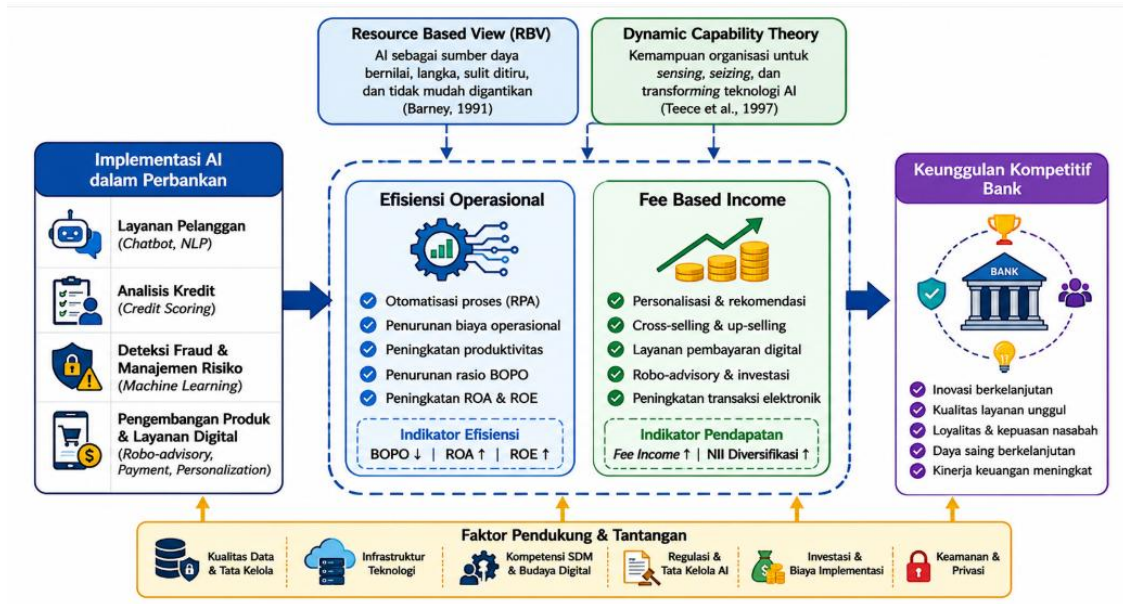 Resource Based View (RBV)
AI sebagai sumber daya
bernilai, langka, sulit ditiru,
dan tidak mudah digantikan
(Barney, 1991)
Dynamic Capability Theory
Kemampuan organisasi untuk
sensing, seizing, dan
transforming teknologi AI
(Teece et al., 1997)
Implementasi AI
dalam Perbankan
Layanan Pelanggan
(Chatbot, NLP)
Analisis Kredit
(Credit Scoring)
Deteksi Fraud &
Manajemen Risiko
(Machine Learning)
Pengembangan Produk
& Layanan Digital
(Robo-advisory,
Payment, Personalization)
Efisiensi Operasional
Otomatisasi proses (RPA)
Penurunan biaya operasional
Peningkatan produktivitas
Penurunan rasio BOPO
Peningkatan ROA & ROE
Indikator Efisiensi
BOPO ↓ | ROA ↑ | ROE ↑
Fee Based Income
Personalisasi & rekomendasi
Cross-selling & up-selling
Layanan pembayaran digital
Robo-advisory & investasi
Peningkatan transaksi elektronik
Indikator Pendapatan
Fee Income ↑ | NII Diversifikasi ↑
Keunggulan Kompetitif
Bank
BANK
Inovasi berkelanjutan
Kualitas layanan unggul
Loyalitas & kepuasan nasabah
Daya saing berkelanjutan
Kinerja keuangan meningkat
Faktor Pendukung & Tantangan
Kualitas Data
& Tata Kelola
Infrastruktur
Teknologi
Kompetensi SDM
& Budaya Digital
Regulasi &
Tata Kelola AI
Investasi &
Biaya Implementasi
Keamanan &
Privasi